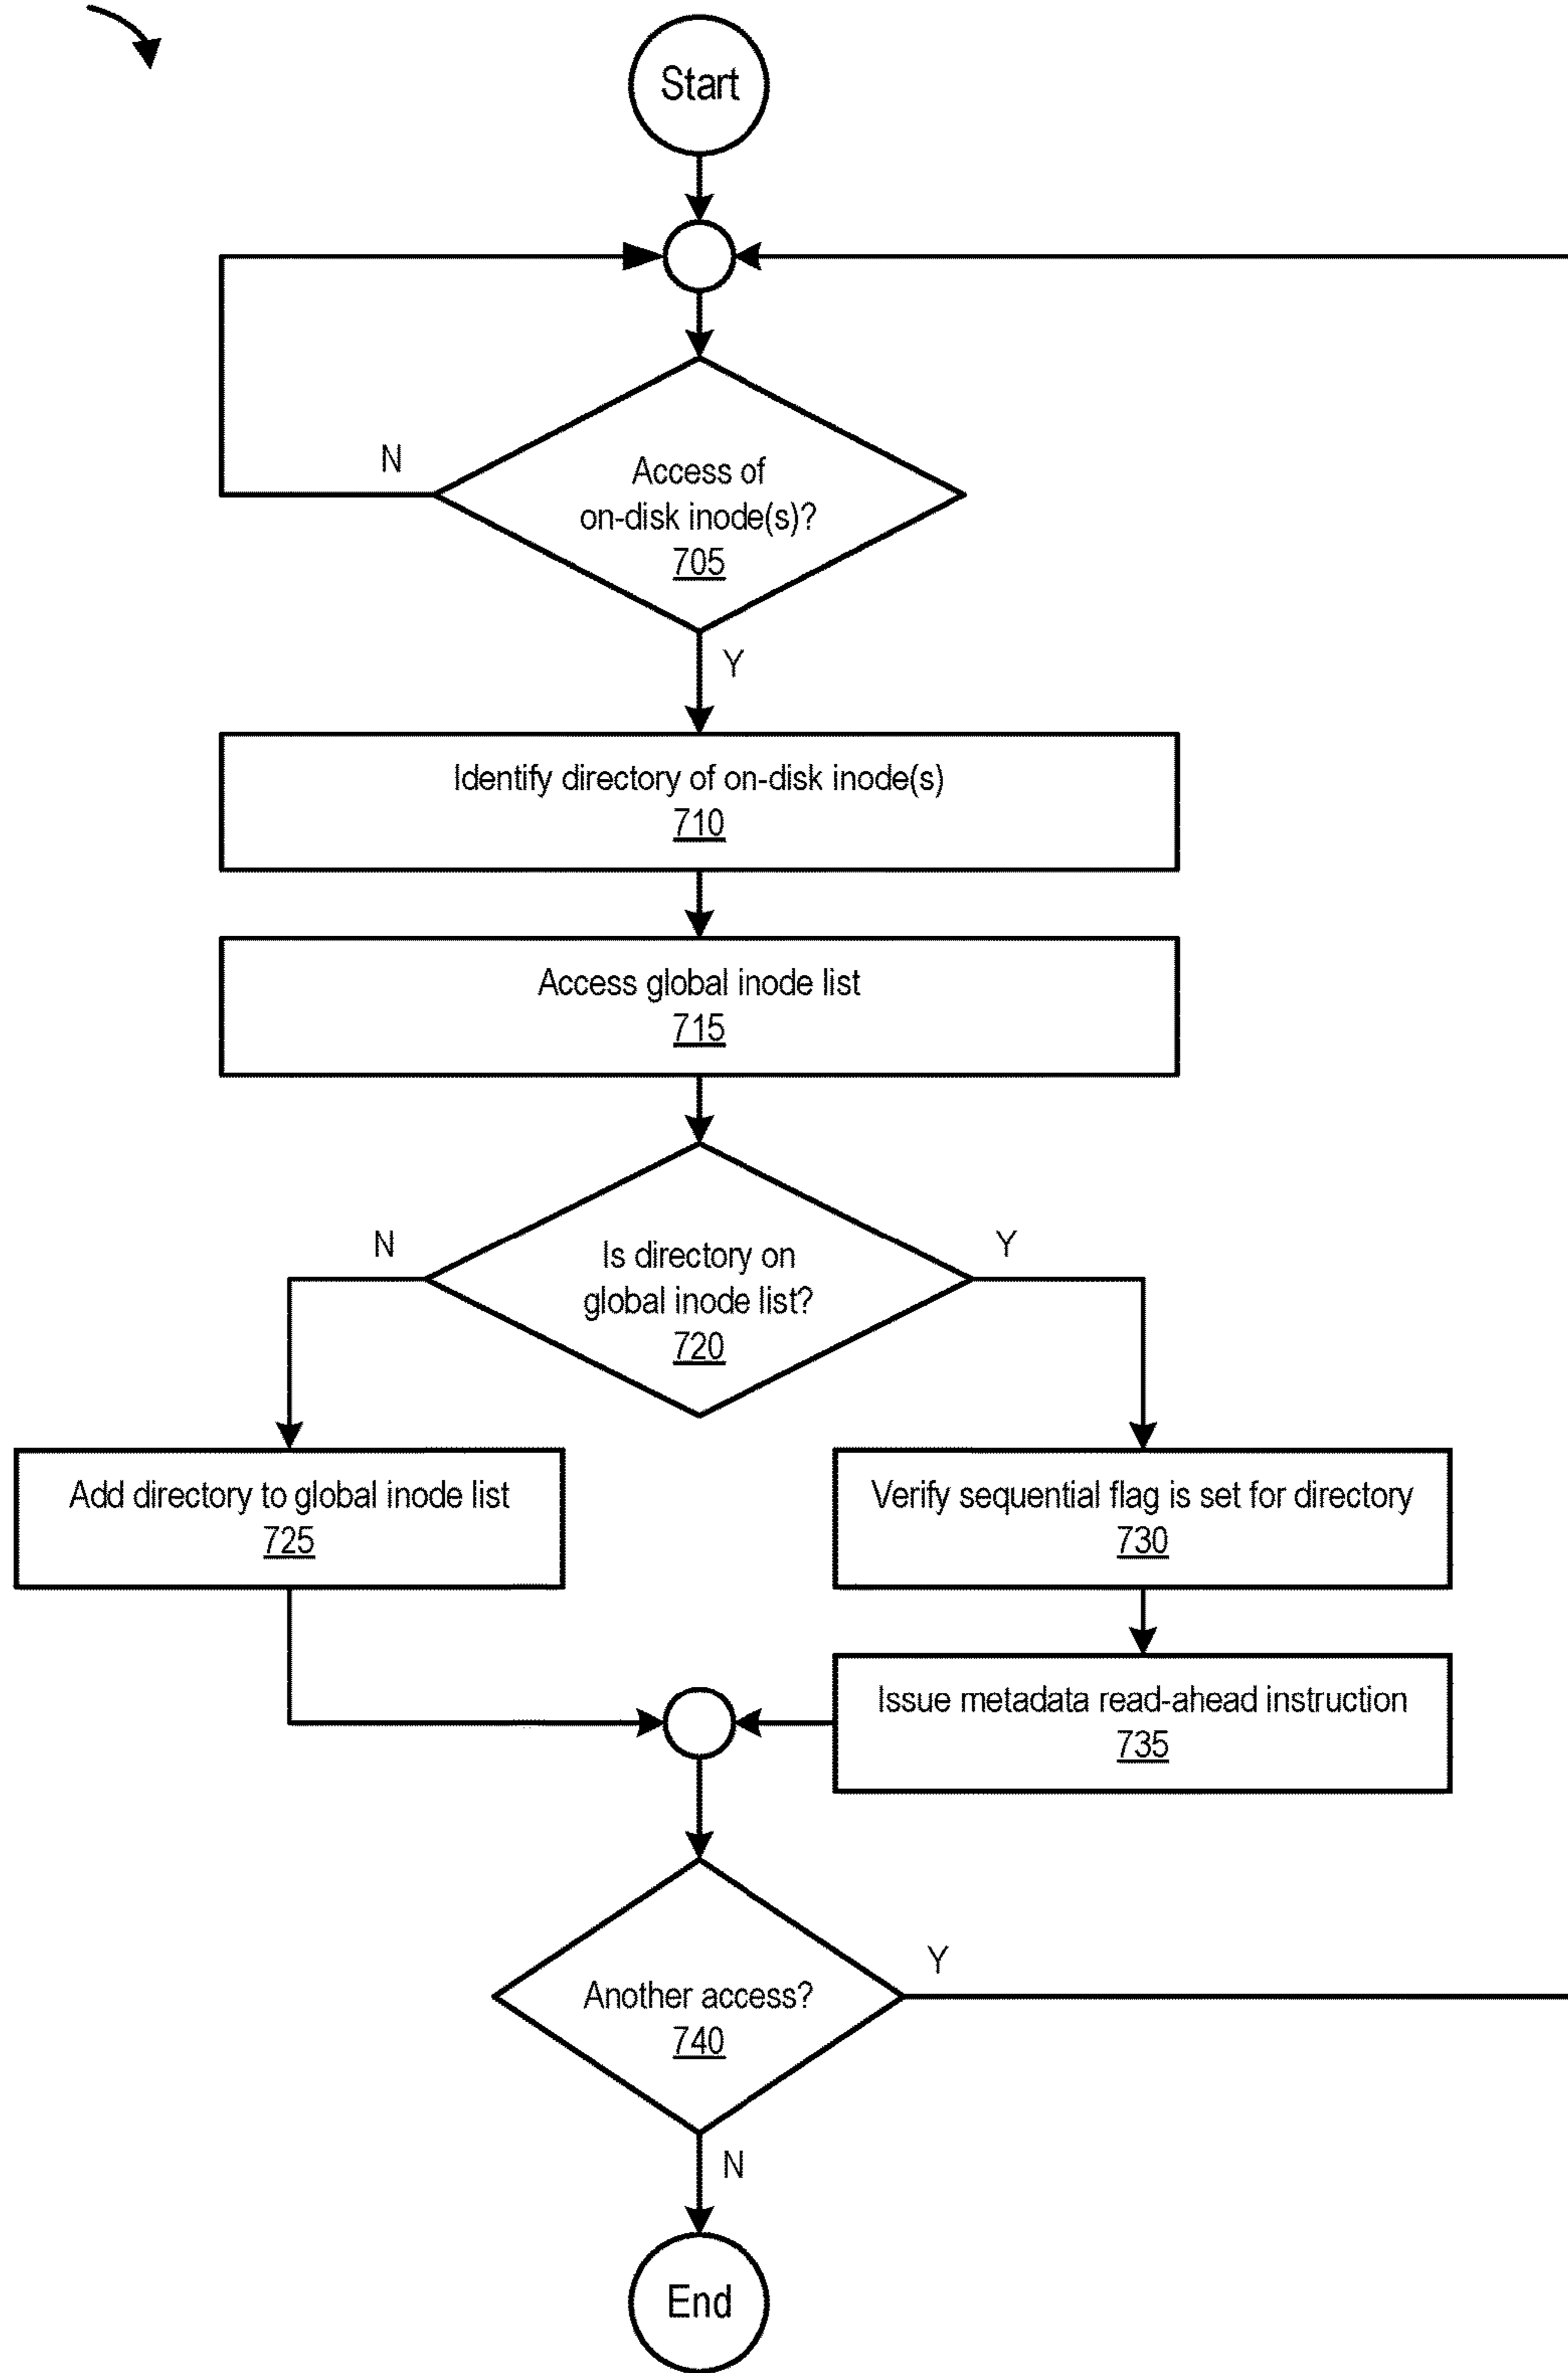 Start
N
Access of
on-disk inode(s)?
705
Y
Identify directory of on-disk inode(s)
710
Access global inode list
715
N
Y
Is directory on
global inode list?
720
Add directory to global inode list
725
Verify sequential flag is set for directory
730
Issue metadata read-ahead instruction
735
Y
Another access?
740
N
End